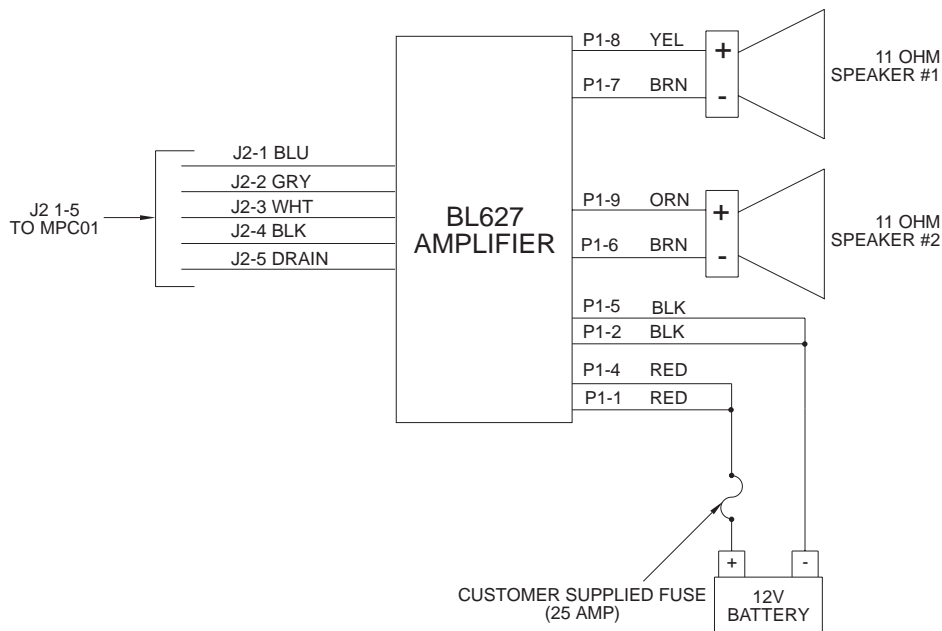 P1-8 YEL
+
11 OHM
SPEAKER #1
P1-7 BRN
-
J2-1 BLU
J2-2 GRY
J2-3 WHT
J2-4 BLK
J2-5 DRAIN
J2 1-5
TO MPC01
BL627
AMPLIFIER
P1-9 ORN
+
11 OHM
SPEAKER #2
P1-6 BRN
-
P1-5 BLK
P1-2 BLK
P1-4 RED
P1-1 RED
CUSTOMER SUPPLIED FUSE
(25 AMP)
+ -
12V
BATTERY